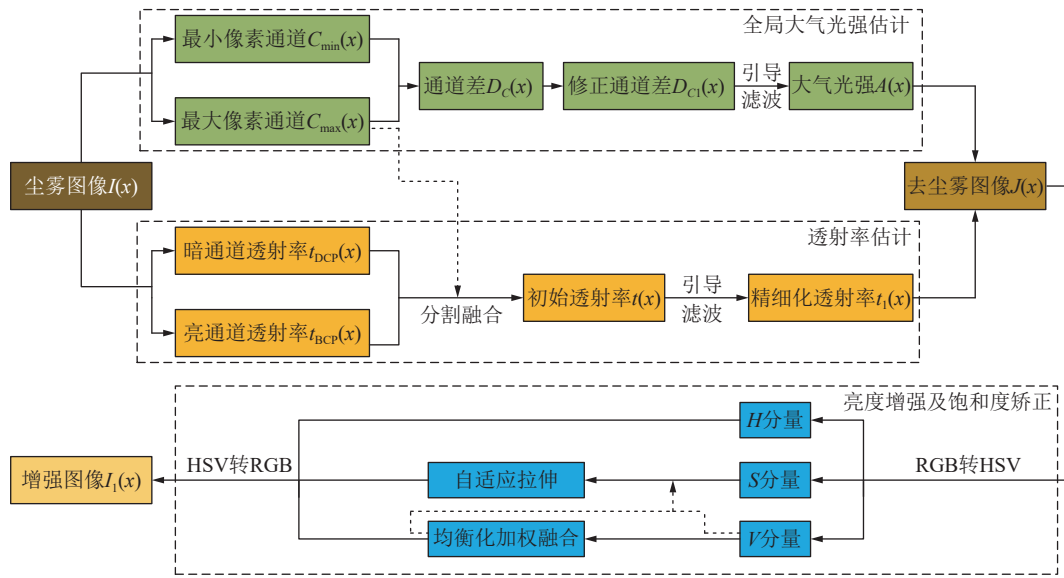 全局大气光强估计
最小像素通道Cmin(x)
最大像素通道Cmax(x)
通道差DC(x)
修正通道差DC1(x)
引导
滤波
大气光强A(x)
尘雾图像I(x)
去尘雾图像J(x)
透射率估计
暗通道透射率tDCP(x)
亮通道透射率tBCP(x)
分割融合
初始透射率t(x)
引导
滤波
精细化透射率t1(x)
亮度增强及饱和度矫正
H分量
增强图像I1(x)
HSV转RGB
自适应拉伸
S分量
RGB转HSV
均衡化加权融合
V分量